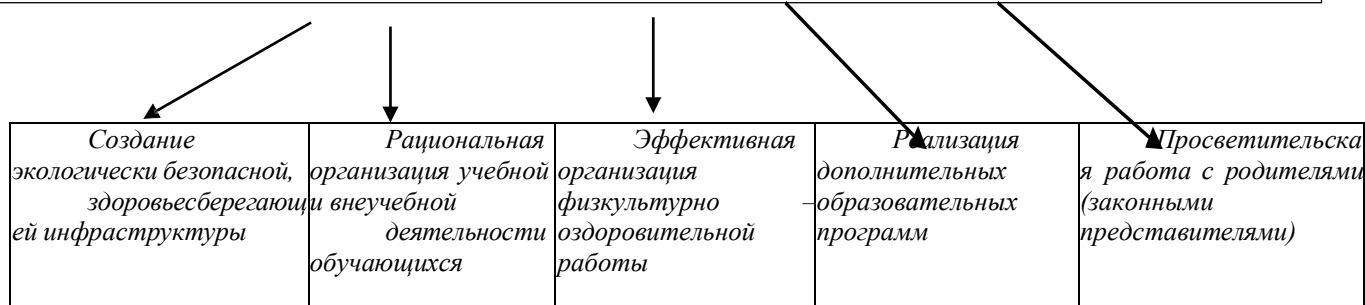 Создание
экологически безопасной,
здоровьесберегающ
ей инфраструктуры
Рациональная
организация учебной
и внеучебной
деятельности
обучающихся
Эффективная
организация
физкультурно –
оздоровительной
работы
Реализация
дополнительных
образовательных
программ
Просветительска
я работа с родителями
(законными
представителями)